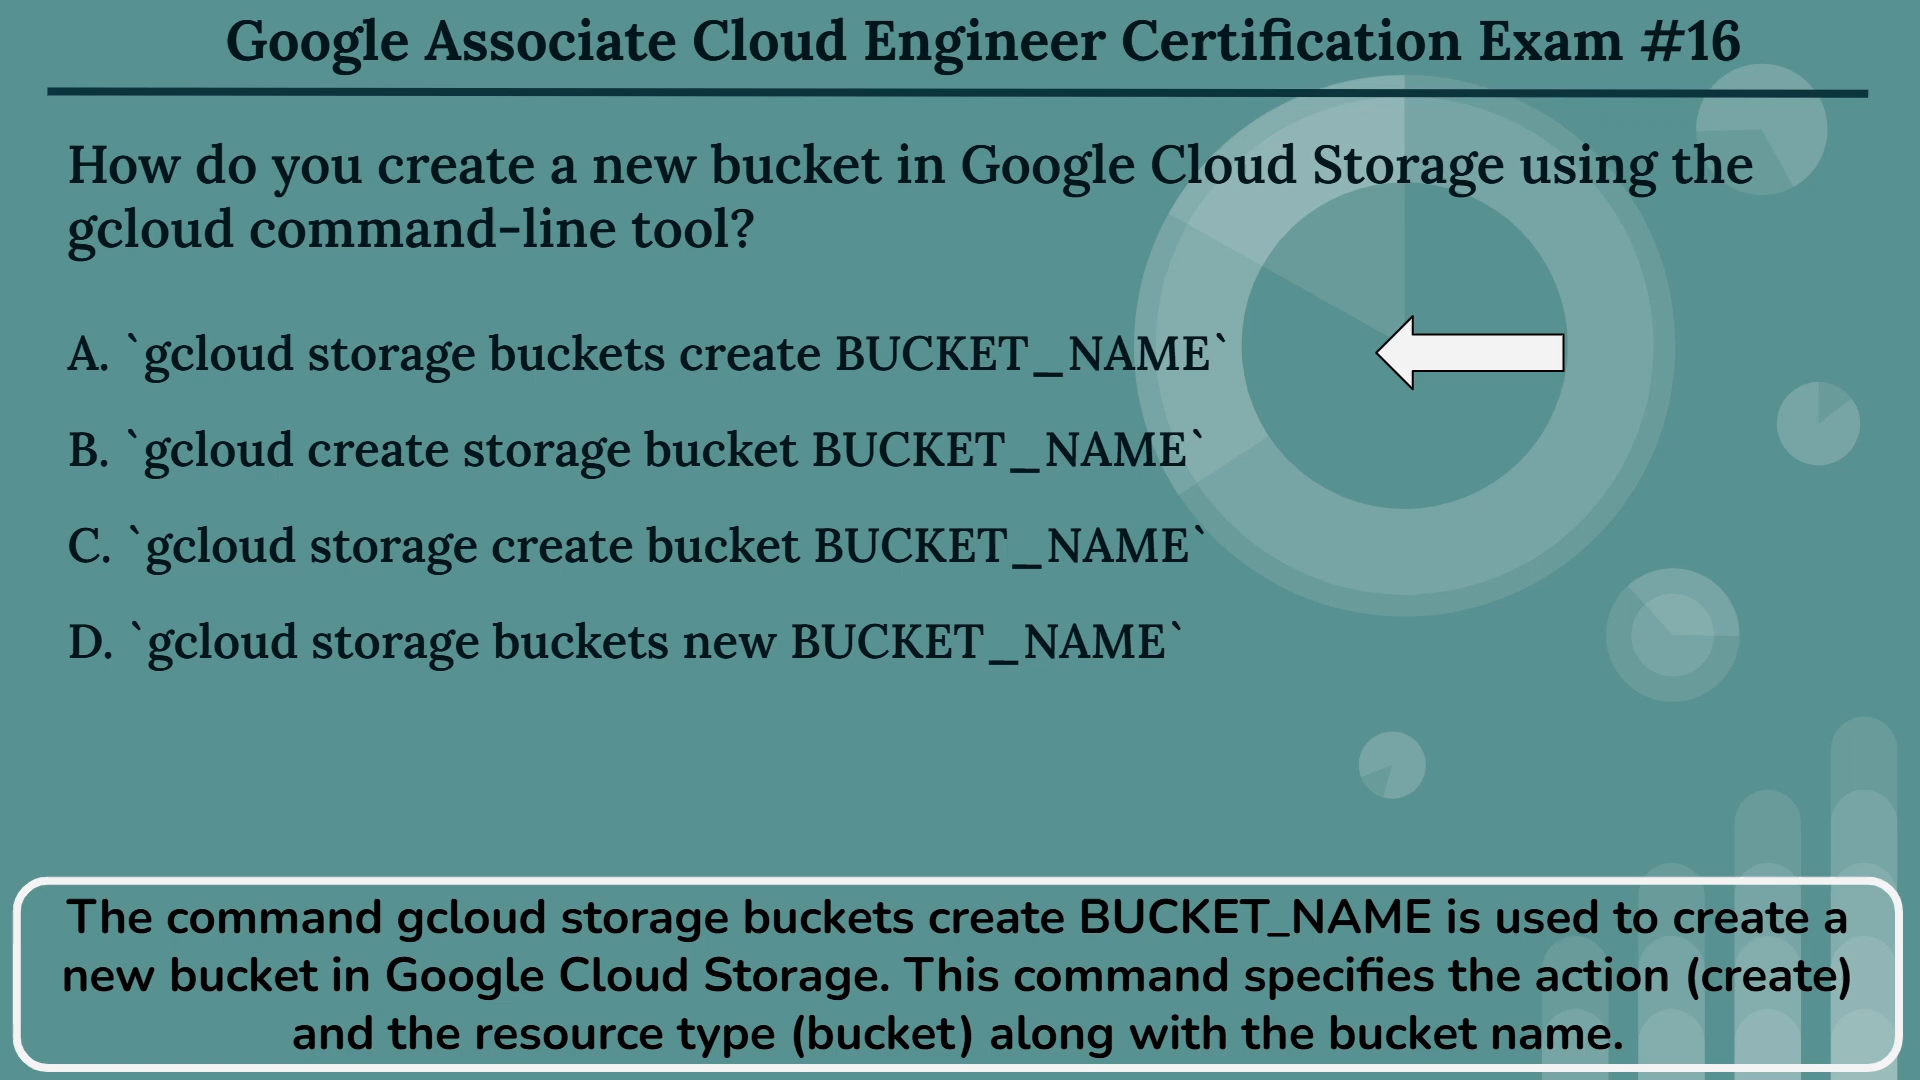 Google Associate Cloud Engineer Certification Exam #16
How do you create a new bucket in Google Cloud Storage using the
gcloud command-line tool?
A. `gcloud storage buckets create BUCKET_NAME`
B. `gcloud create storage bucket BUCKET_NAME`
C. `gcloud storage create bucket BUCKET_NAME`
D. `gcloud storage buckets new BUCKET_NAME`
The command gcloud storage buckets create BUCKET_NAME is used to create a
new bucket in Google Cloud Storage. This command specifies the action (create)
and the resource type (bucket) along with the bucket name.